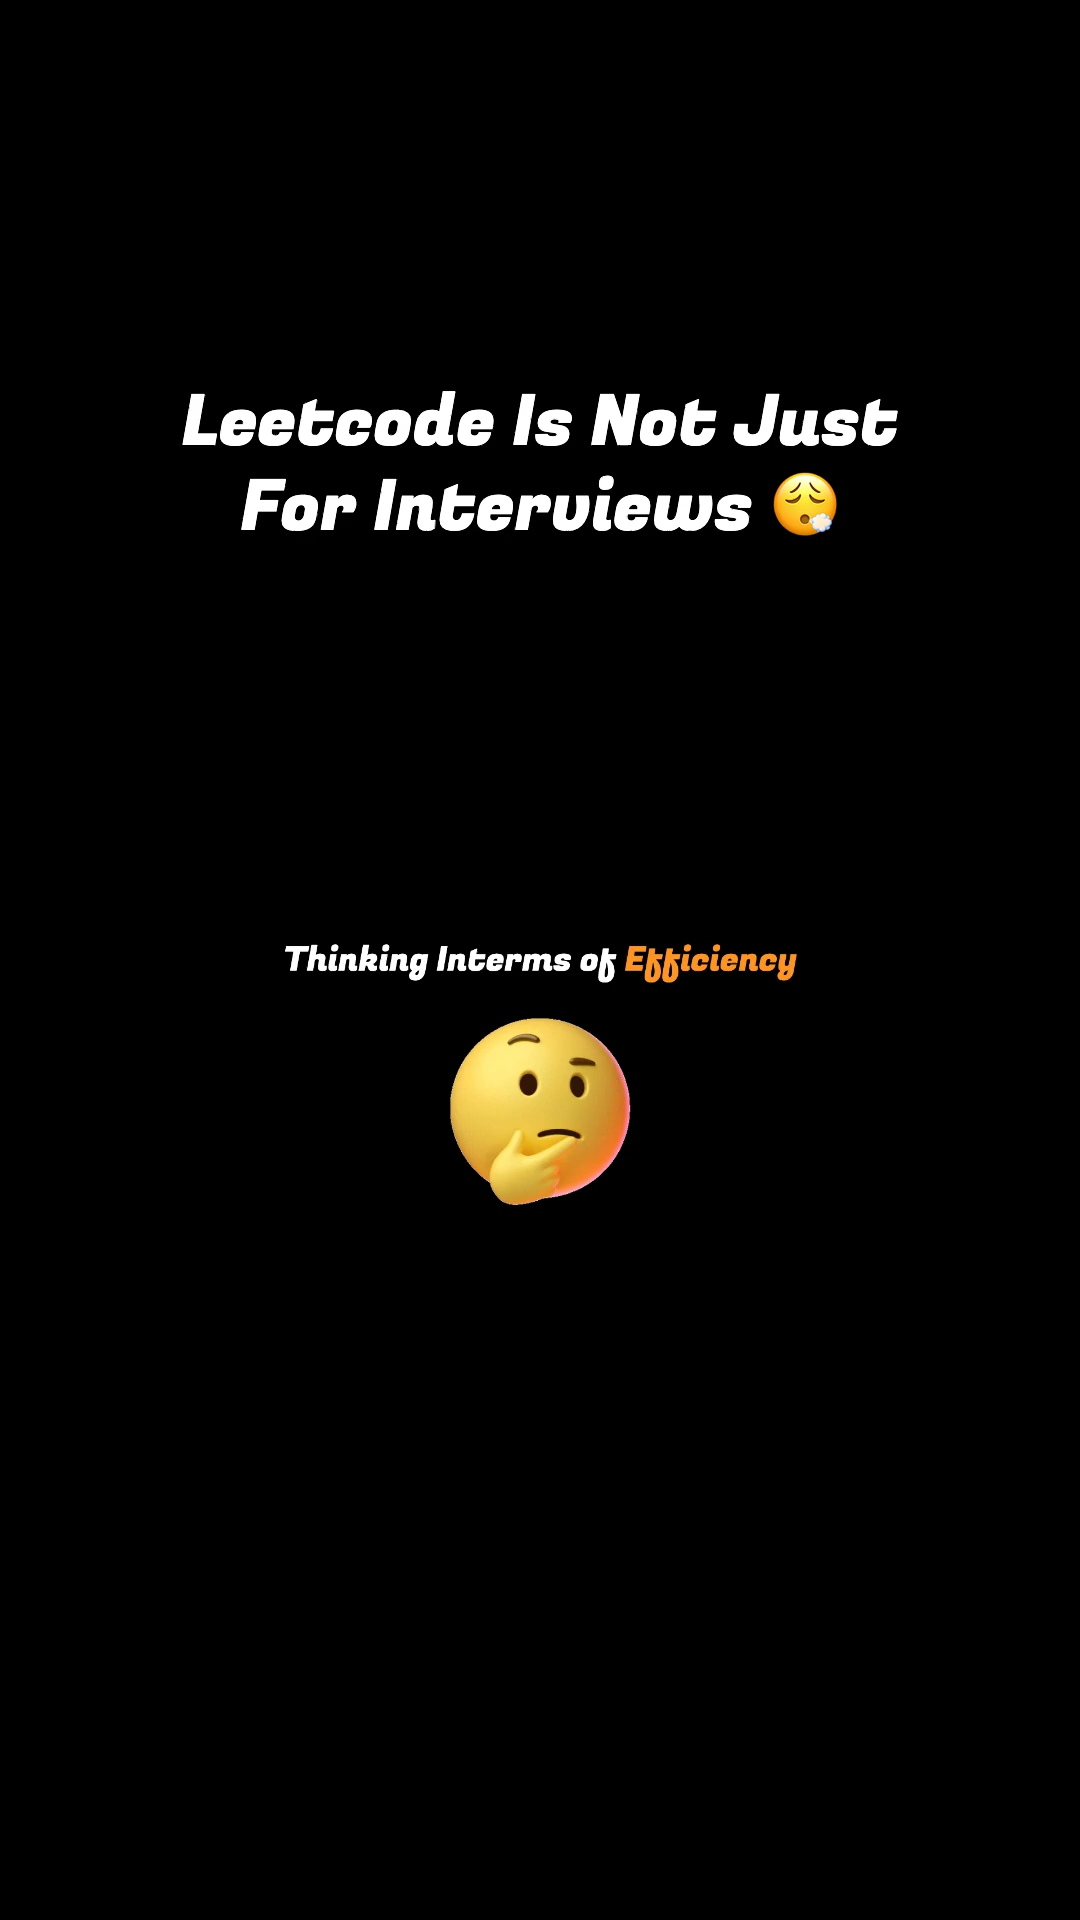 Leetcode Is Not Just
For Interviews 😮‍💨
Thinking Interms of Efficiency